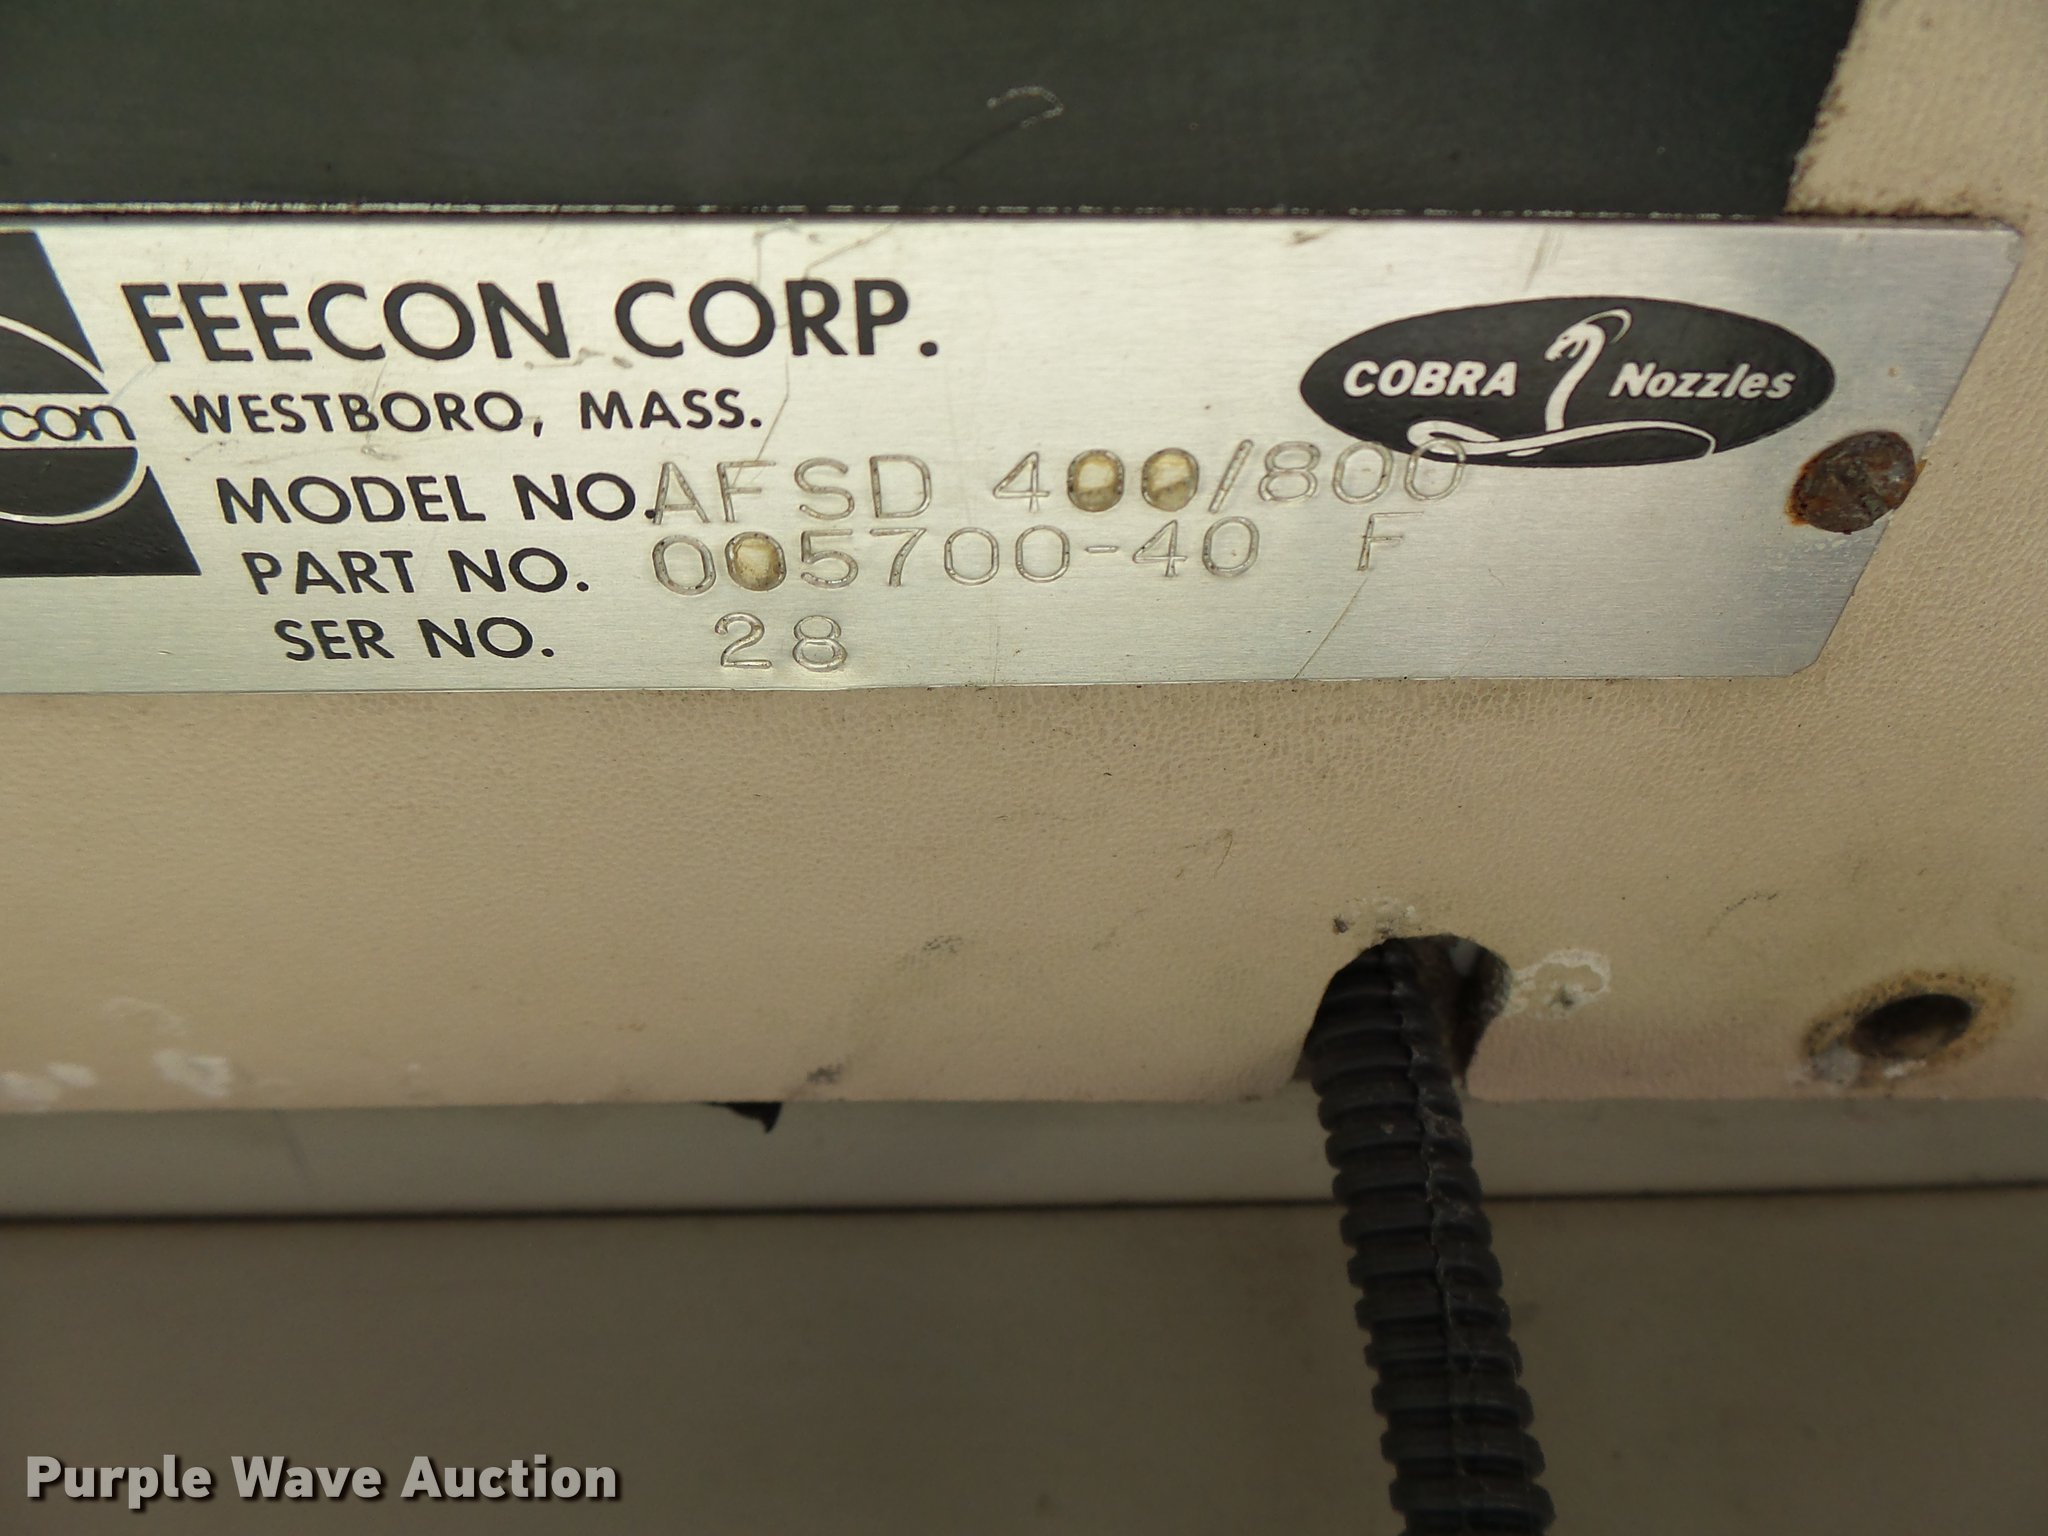 FEECON CORP.
WESTBORO, MASS.
con
COBRA Nozzles
MODEL NO. AFSD 400/800
PART NO. 005700-40 F
SER NO. 28
Purple Wave Auction